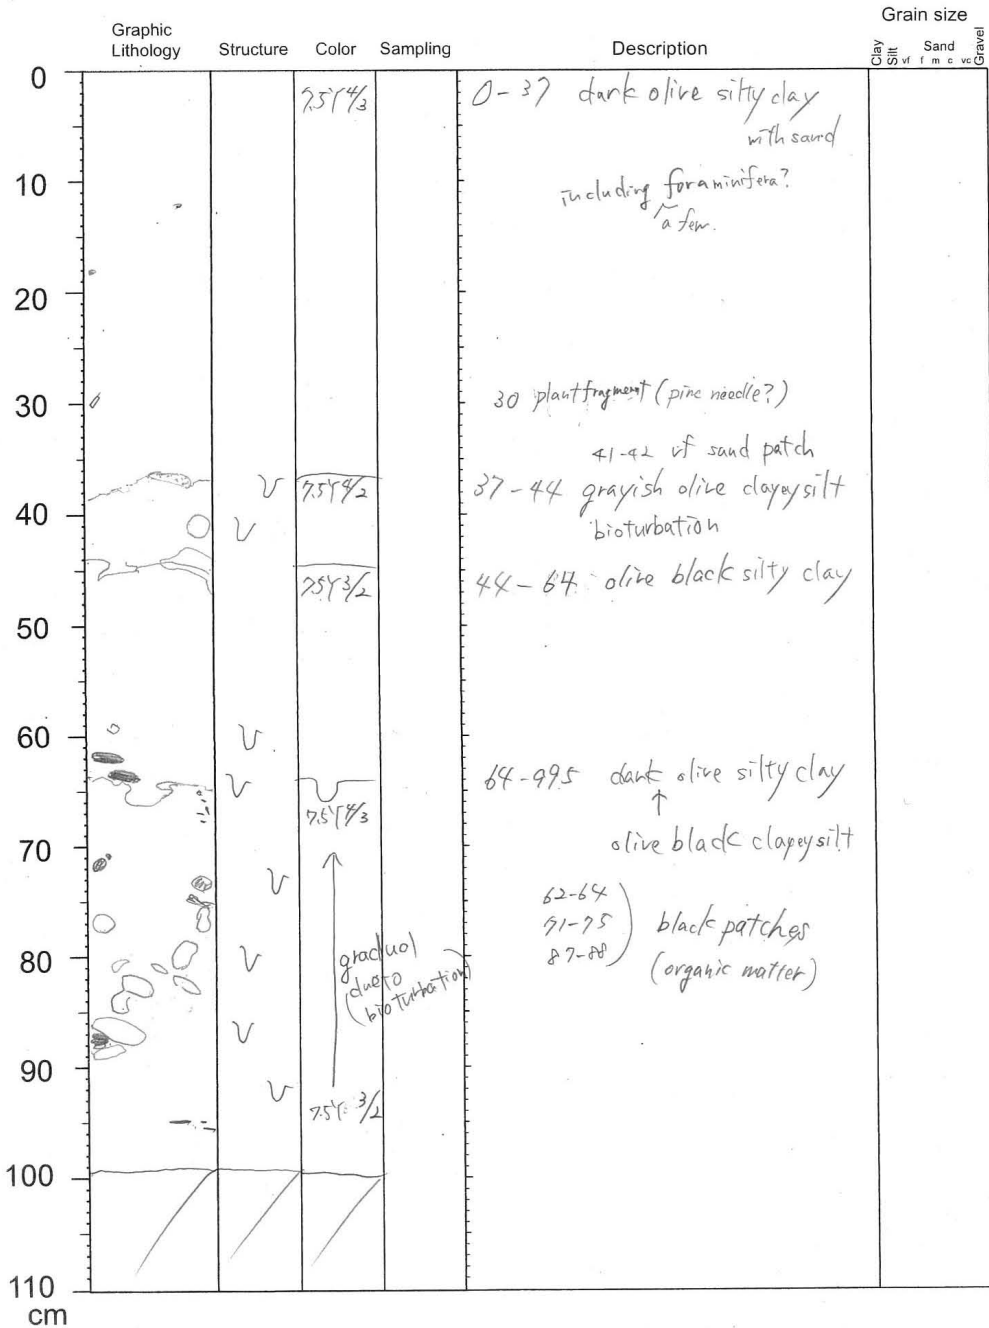 Graphic Lithology
Structure
Color
Sampling
Description
Grain size
Clay
Silt
vf
f
m
c
vc
Sand
Gravel
0
10
20
30
40
50
60
70
80
90
100
110
cm
7.5Y 4/3
7.5Y 4/2
7.5Y 3/2
7.5Y 4/3
gradual
due to
(bioturbation)
7.5Y 3/2
0-37 dark olive silty clay
with sand
including foraminifera?
a few.
30 plant fragment (pine needle?)
41-42 vf sand patch
37-44 grayish olive clayey silt
bioturbation
44-64 olive black silty clay
64-99.5 dark olive silty clay
↑
olive black clayey silt
62-64
71-75
87-88
) black patches
(organic matter)